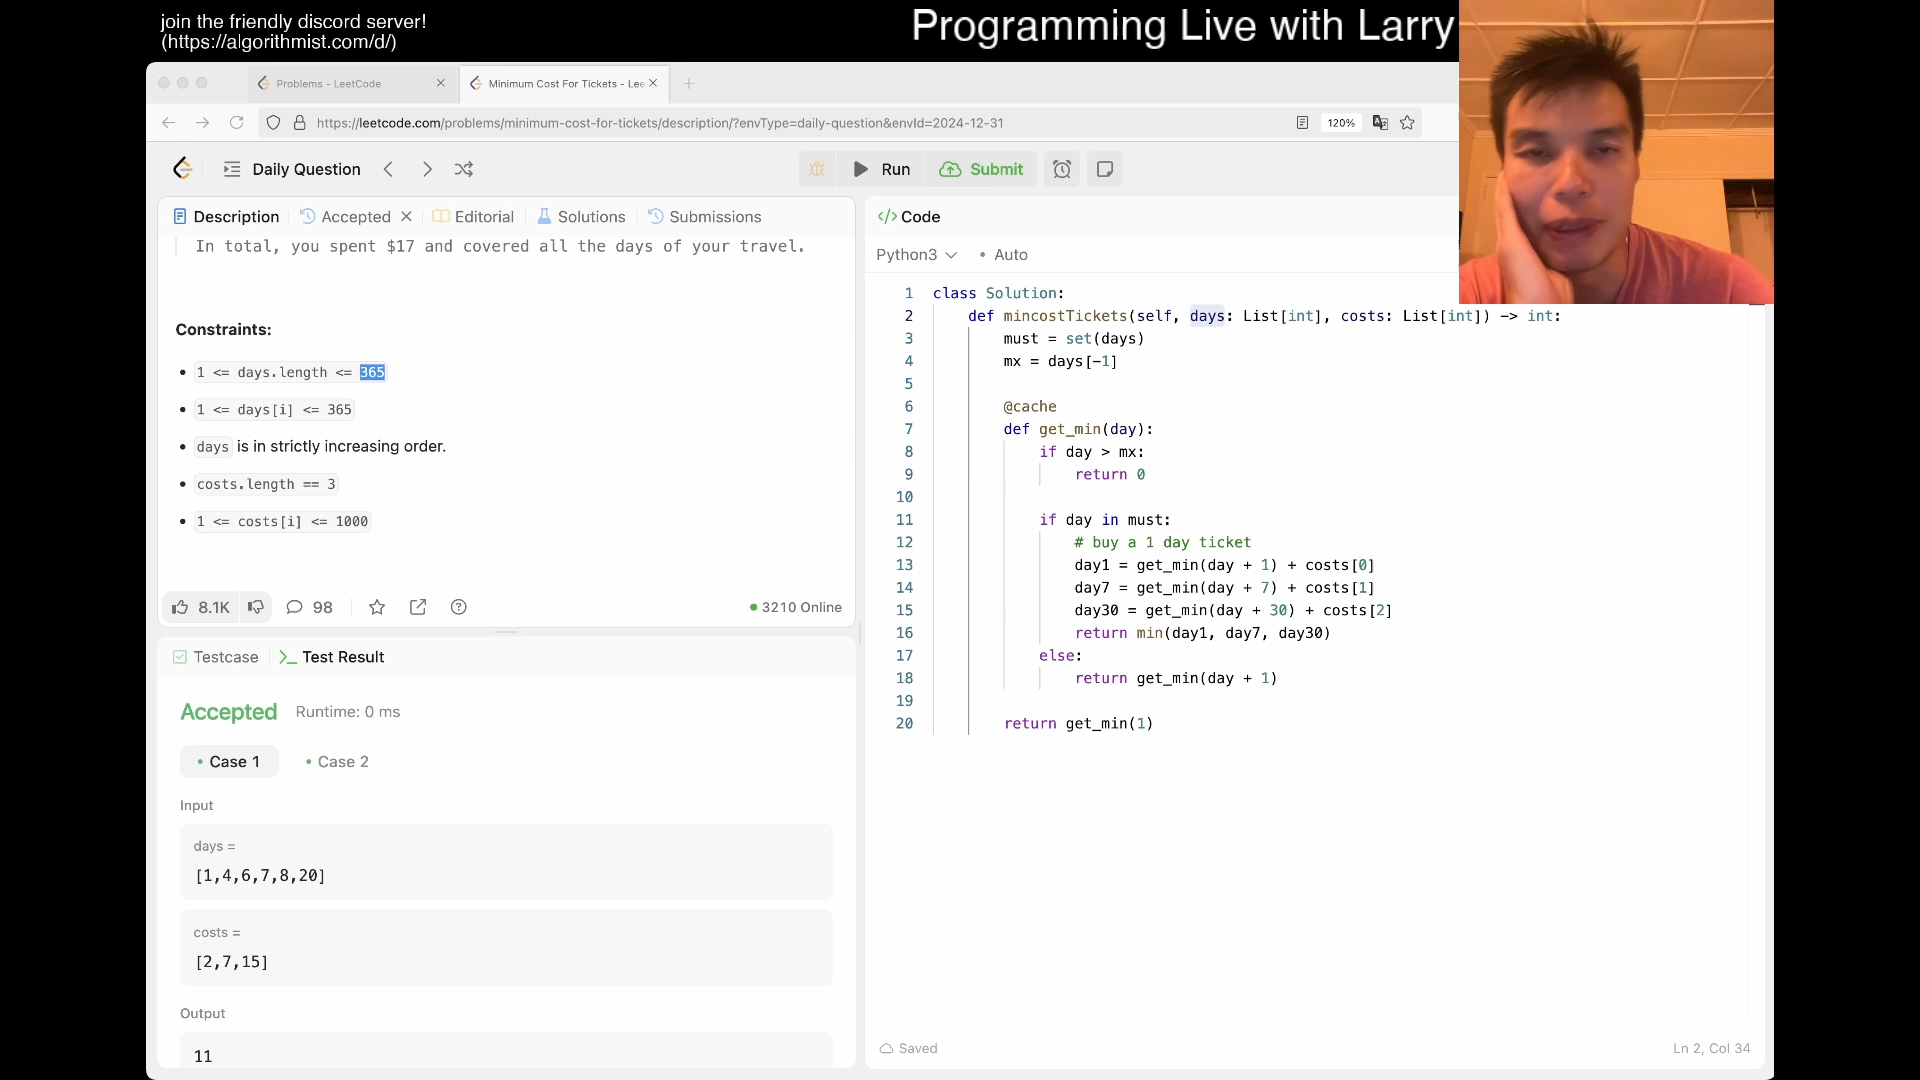 join the friendly discord server!
(https://algorithmist.com/d/)
Programming Live with Larry
Problems - LeetCode
Minimum Cost For Tickets - Lee
https://leetcode.com/problems/minimum-cost-for-tickets/description/?envType=daily-question&envId=2024-12-31
120%
Daily Question
Run
Submit
Description
Accepted
Editorial
Solutions
Submissions
In total, you spent $17 and covered all the days of your travel.
Constraints:
• 1 <= days.length <= 365
• 1 <= days[i] <= 365
• days is in strictly increasing order.
• costs.length == 3
• 1 <= costs[i] <= 1000
8.1K
98
3210 Online
Testcase
Test Result
Accepted
Runtime: 0 ms
• Case 1
• Case 2
Input
days =
[1,4,6,7,8,20]
costs =
[2,7,15]
Output
11
</> Code
Python3
• Auto
1 class Solution:
2 def mincostTickets(self, days: List[int], costs: List[int]) -> int:
3 must = set(days)
4 mx = days[-1]
5
6 @cache
7 def get_min(day):
8 if day > mx:
9 return 0
10
11 if day in must:
12 # buy a 1 day ticket
13 day1 = get_min(day + 1) + costs[0]
14 day7 = get_min(day + 7) + costs[1]
15 day30 = get_min(day + 30) + costs[2]
16 return min(day1, day7, day30)
17 else:
18 return get_min(day + 1)
19
20 return get_min(1)
Saved
Ln 2, Col 34